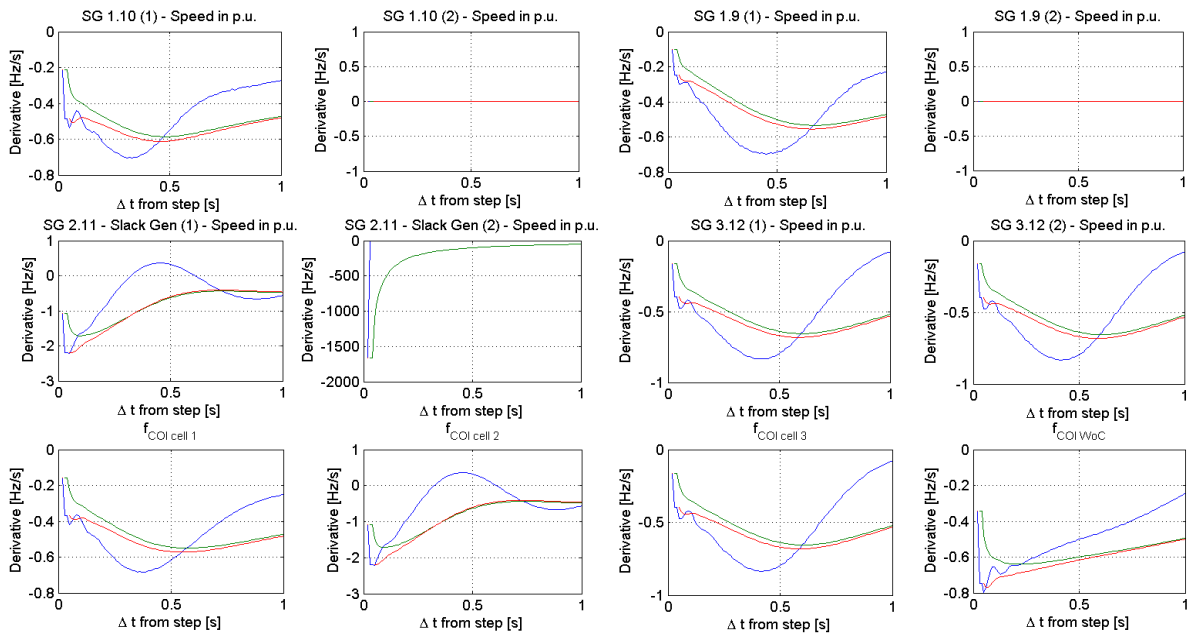 SG 1.10 (1) - Speed in p.u.
Derivative [Hz/s]
0
-0.2
-0.4
-0.6
-0.8
0
0.5
1
Δ t from step [s]
SG 1.10 (2) - Speed in p.u.
Derivative [Hz/s]
1
0.5
0
-0.5
-1
0
0.5
1
Δ t from step [s]
SG 1.9 (1) - Speed in p.u.
Derivative [Hz/s]
0
-0.2
-0.4
-0.6
-0.8
0
0.5
1
Δ t from step [s]
SG 1.9 (2) - Speed in p.u.
Derivative [Hz/s]
1
0.5
0
-0.5
-1
0
0.5
1
Δ t from step [s]
SG 2.11 - Slack Gen (1) - Speed in p.u.
Derivative [Hz/s]
1
0
-1
-2
-3
0
0.5
1
Δ t from step [s]
SG 2.11 - Slack Gen (2) - Speed in p.u.
Derivative [Hz/s]
0
-500
-1000
-1500
-2000
0
0.5
1
Δ t from step [s]
SG 3.12 (1) - Speed in p.u.
Derivative [Hz/s]
0
-0.5
-1
0
0.5
1
Δ t from step [s]
SG 3.12 (2) - Speed in p.u.
Derivative [Hz/s]
0
-0.5
-1
0
0.5
1
Δ t from step [s]
f COI cell 1
Derivative [Hz/s]
0
-0.2
-0.4
-0.6
-0.8
0
0.5
1
Δ t from step [s]
f COI cell 2
Derivative [Hz/s]
1
0
-1
-2
-3
0
0.5
1
Δ t from step [s]
f COI cell 3
Derivative [Hz/s]
0
-0.5
-1
0
0.5
1
Δ t from step [s]
f COI WoC
Derivative [Hz/s]
0
-0.2
-0.4
-0.6
-0.8
0
0.5
1
Δ t from step [s]